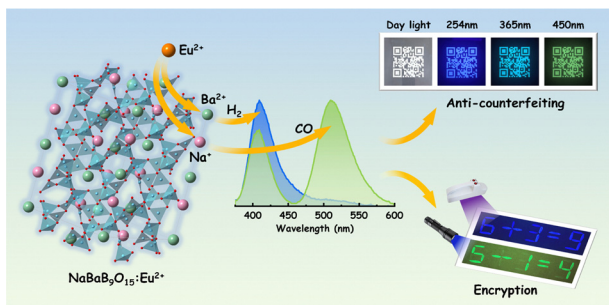 Eu²⁺
Ba²⁺
H₂
Na⁺
CO
NaBaB₉O₁₅:Eu²⁺
400 450 500 550 600
Wavelength (nm)
Day light 254nm 365nm 450nm
Anti-counterfeiting
6+3=9
5-1=4
Encryption